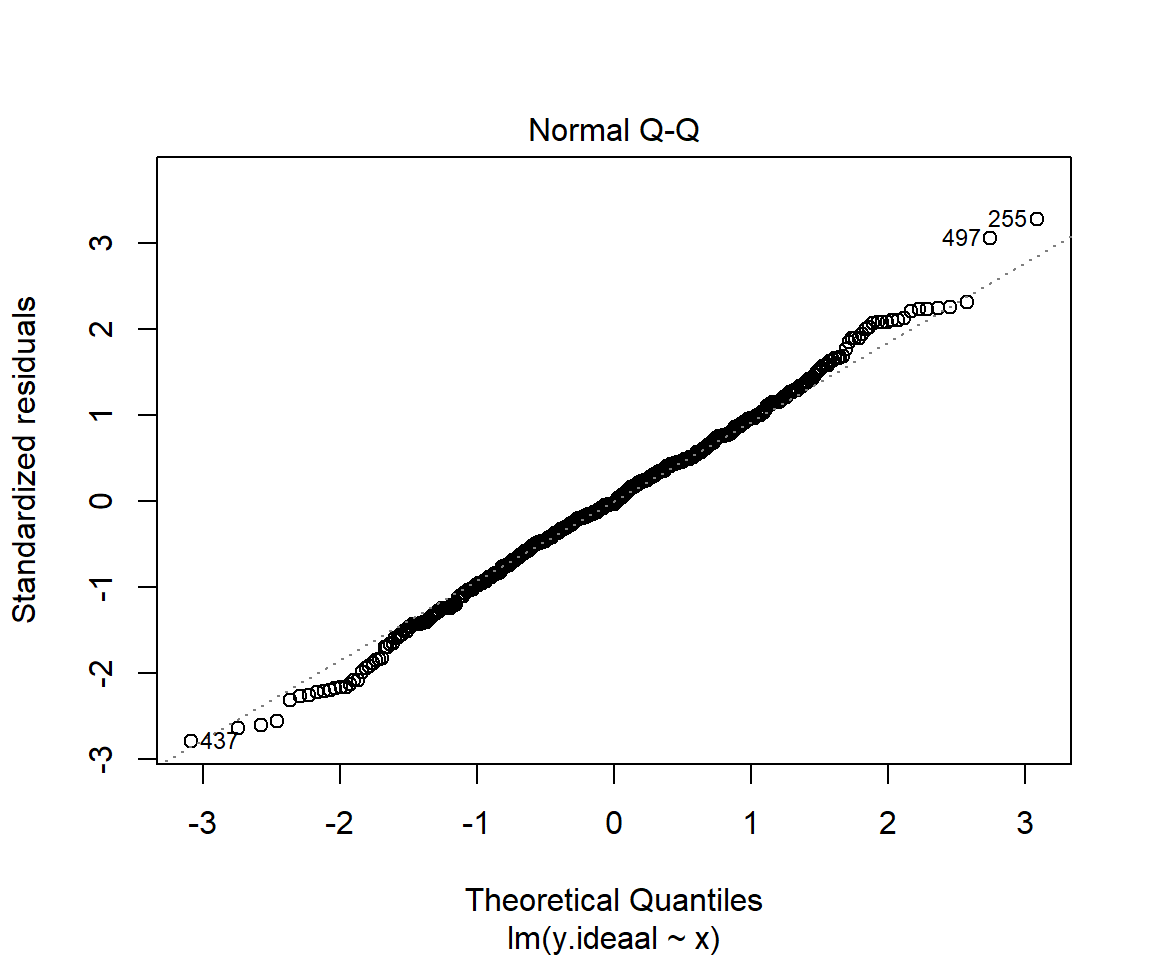 Normal Q-Q
255
497
437
Standardized residuals
3
2
1
0
-1
-2
-3
-3 -2 -1 0 1 2 3
Theoretical Quantiles
lm(y.ideaal ~ x)